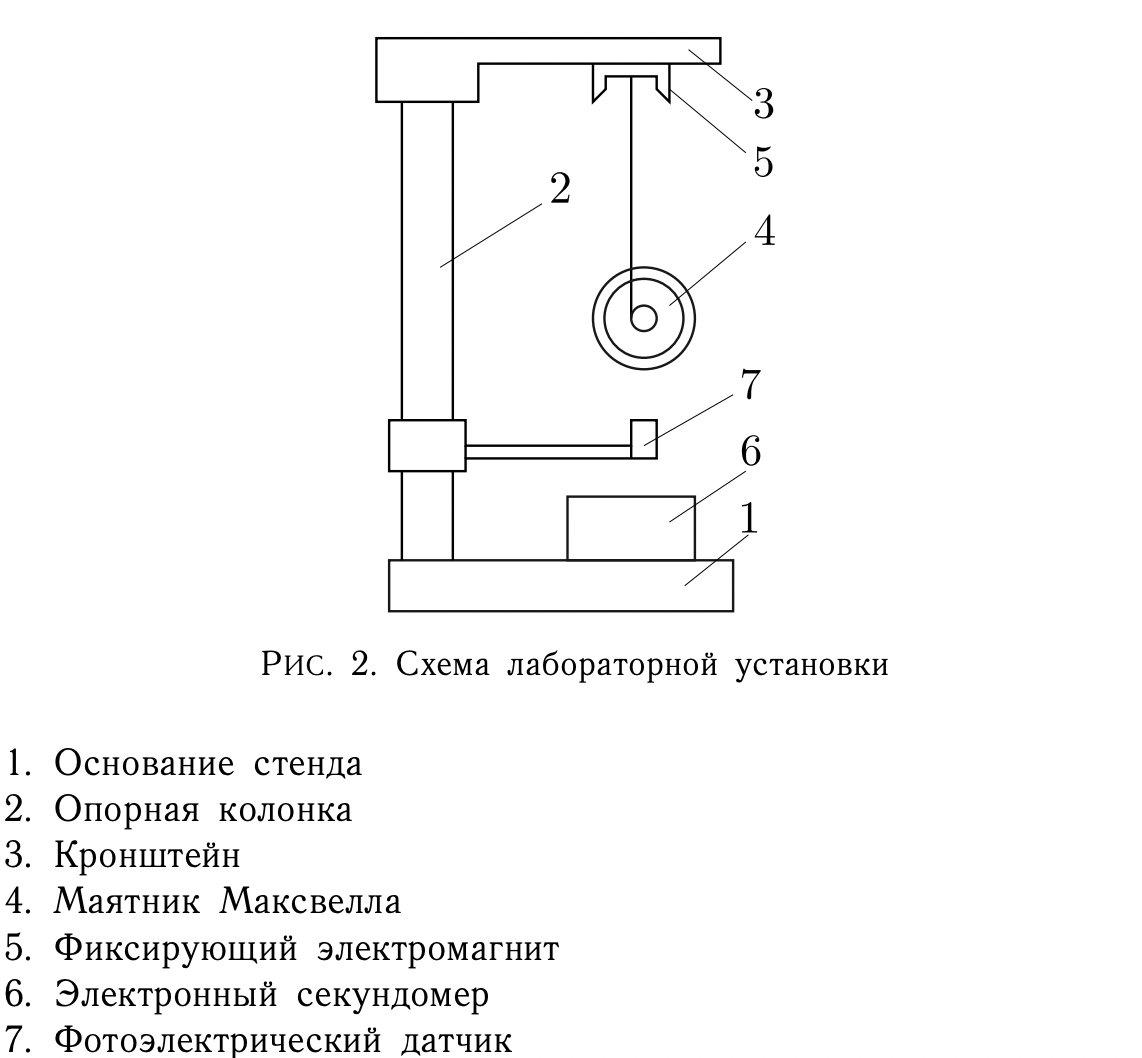 3
5
2
4
7
6
1
Рис. 2. Схема лабораторной установки
1. Основание стенда
2. Опорная колонка
3. Кронштейн
4. Маятник Максвелла
5. Фиксирующий электромагнит
6. Электронный секундомер
7. Фотоэлектрический датчик